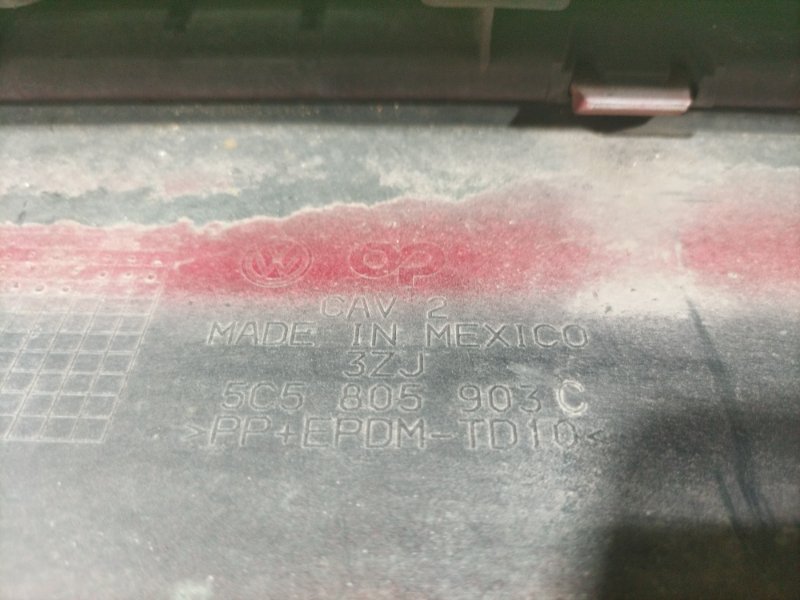 CAV 2
MADE IN MEXICO
3ZJ
5C5 805 903 C
>PP+EPDM-TD10<